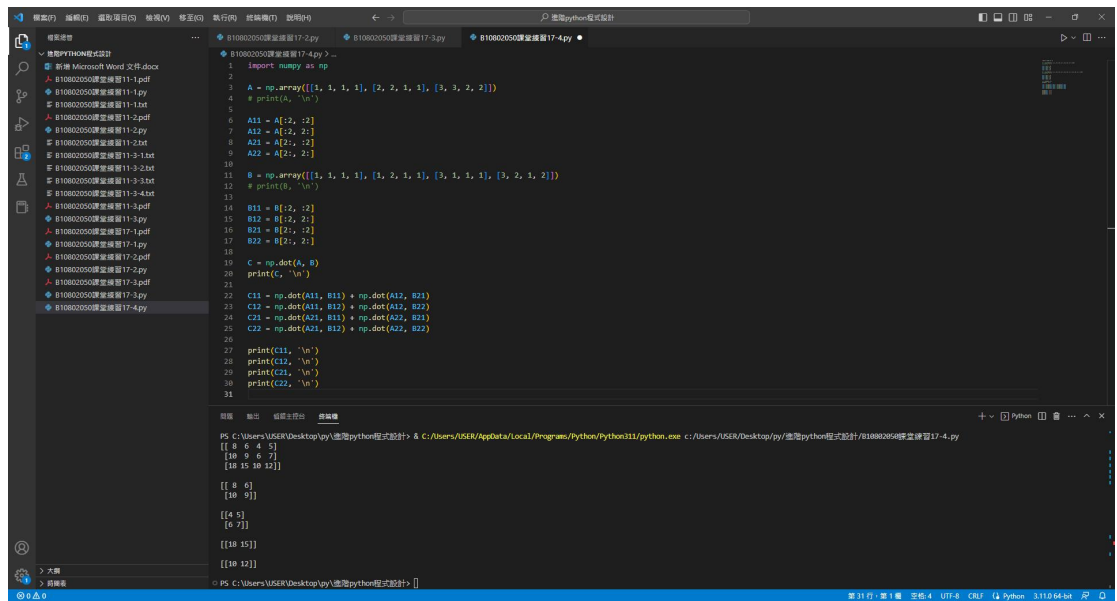 檔案(F) 編輯(E) 選取項目(S) 檢視(V) 移至(G) 執行(R) 終端機(T) 說明(H)
進階python程式設計
檔案總管
B10802050課堂練習17-2.py
B10802050課堂練習17-3.py
B10802050課堂練習17-4.py
進階PYTHON程式設計
新增 Microsoft Word 文件.docx
B10802050課堂練習11-1.pdf
B10802050課堂練習11-1.py
B10802050課堂練習11-1.txt
B10802050課堂練習11-2.pdf
B10802050課堂練習11-2.py
B10802050課堂練習11-2.txt
B10802050課堂練習11-3-1.txt
B10802050課堂練習11-3-2.txt
B10802050課堂練習11-3-3.txt
B10802050課堂練習11-3-4.txt
B10802050課堂練習11-3.pdf
B10802050課堂練習11-3.py
B10802050課堂練習17-1.pdf
B10802050課堂練習17-1.py
B10802050課堂練習17-2.pdf
B10802050課堂練習17-2.py
B10802050課堂練習17-3.pdf
B10802050課堂練習17-3.py
B10802050課堂練習17-4.py
大綱
時間表
B10802050課堂練習17-4.py > ...
1 import numpy as np
2
3 A = np.array([[1, 1, 1, 1], [2, 2, 1, 1], [3, 3, 2, 2]])
4 # print(A, '\n')
5
6 A11 = A[:2, :2]
7 A12 = A[:2, 2:]
8 A21 = A[2:, :2]
9 A22 = A[2:, 2:]
10
11 B = np.array([[1, 1, 1, 1], [1, 2, 1, 1], [3, 1, 1, 1], [3, 2, 1, 2]])
12 # print(B, '\n')
13
14 B11 = B[:2, :2]
15 B12 = B[:2, 2:]
16 B21 = B[2:, :2]
17 B22 = B[2:, 2:]
18
19 C = np.dot(A, B)
20 print(C, '\n')
21
22 C11 = np.dot(A11, B11) + np.dot(A12, B21)
23 C12 = np.dot(A11, B12) + np.dot(A12, B22)
24 C21 = np.dot(A21, B11) + np.dot(A22, B21)
25 C22 = np.dot(A21, B12) + np.dot(A22, B22)
26
27 print(C11, '\n')
28 print(C12, '\n')
29 print(C21, '\n')
30 print(C22, '\n')
31
問題 輸出 偵錯主控台 終端機
Python
PS C:\Users\USER\Desktop\py\進階python程式設計> & C:/Users/USER/AppData/Local/Programs/Python/Python311/python.exe c:/Users/USER/Desktop/py/進階python程式設計/B10802050課堂練習17-4.py
[[ 8 6 4 5]
[10 9 6 7]
[18 15 10 12]]
[[ 8 6]
[10 9]]
[[4 5]
[6 7]]
[[18 15]]
[[10 12]]
PS C:\Users\USER\Desktop\py\進階python程式設計>
0 0 第 31 行，第 1 欄 空格: 4 UTF-8 CRLF Python 3.11.0 64-bit